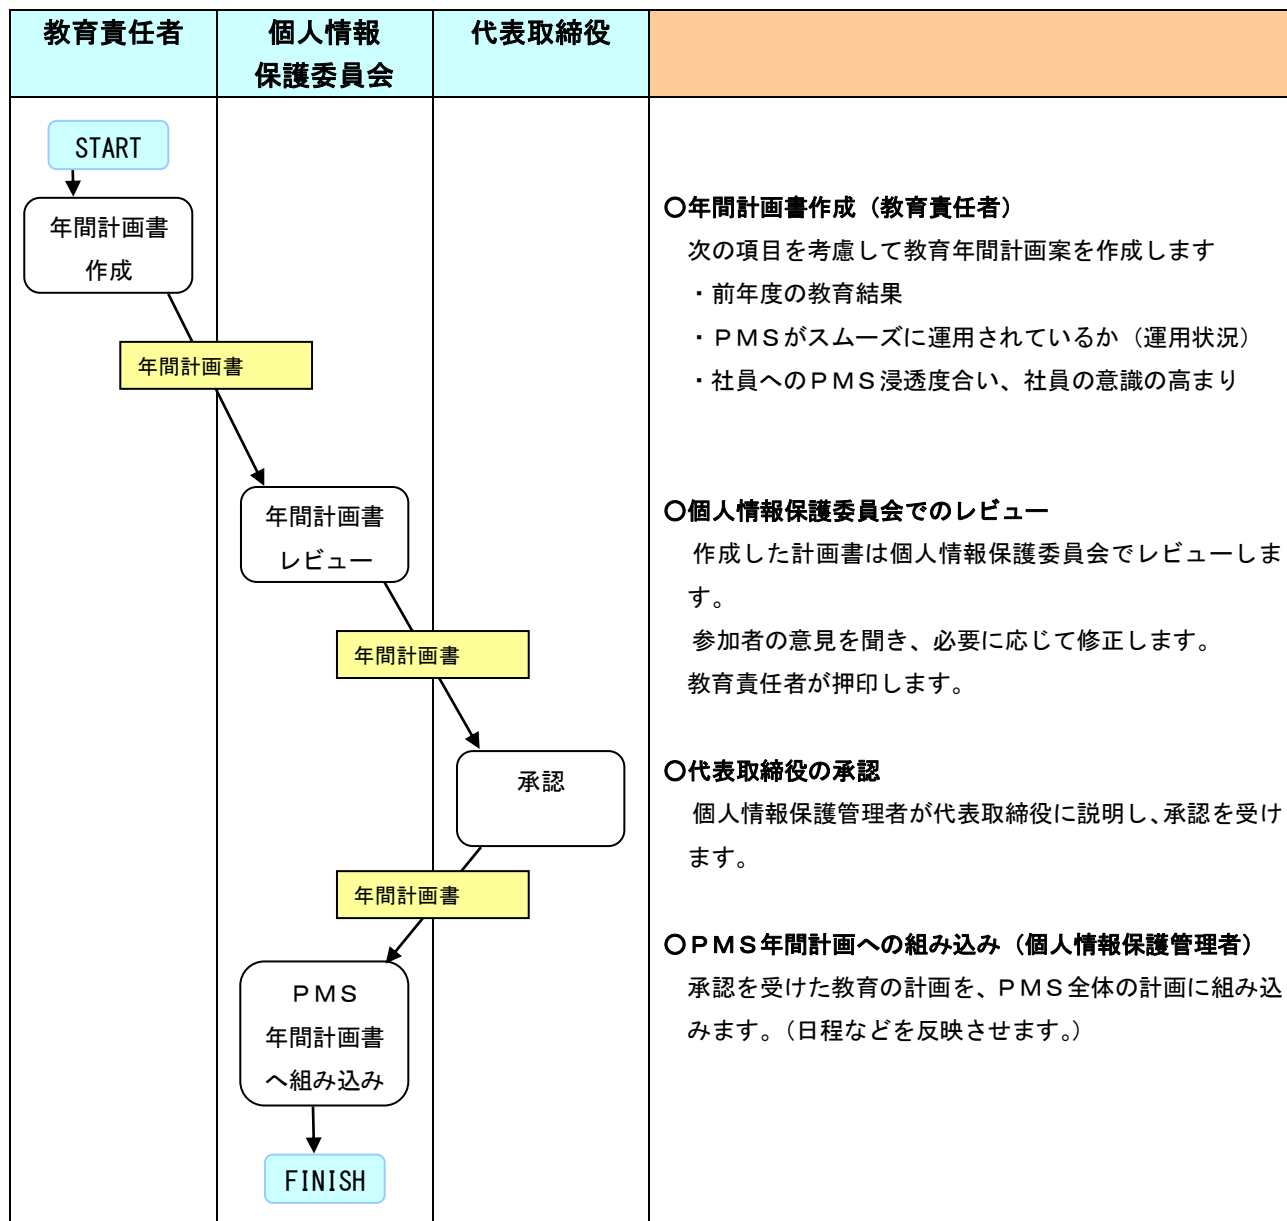 教育責任者
個人情報
保護委員会
代表取締役
START
年間計画書
作成
年間計画書
年間計画書
レビュー
年間計画書
承認
年間計画書
PMS
年間計画書
へ組み込み
FINISH
〇年間計画書作成（教育責任者）
次の項目を考慮して教育年間計画案を作成します
・前年度の教育結果
・ＰＭＳがスムーズに運用されているか（運用状況）
・社員へのＰＭＳ浸透度合い、社員の意識の高まり
〇個人情報保護委員会でのレビュー
作成した計画書は個人情報保護委員会でレビューしま
す。
参加者の意見を聞き、必要に応じて修正します。
教育責任者が押印します。
〇代表取締役の承認
個人情報保護管理者が代表取締役に説明し、承認を受け
ます。
〇ＰＭＳ年間計画への組み込み（個人情報保護管理者）
承認を受けた教育の計画を、ＰＭＳ全体の計画に組み込
みます。（日程などを反映させます。）